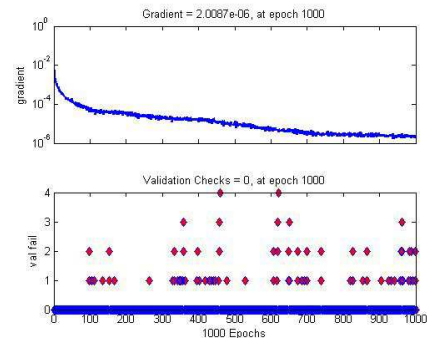 Gradient = 2.0087e-06, at epoch 1000
10^0
10^-2
10^-4
10^-6
gradient
Validation Checks = 0, at epoch 1000
4
3
2
1
0
val fail
0 100 200 300 400 500 600 700 800 900 1000
1000 Epochs